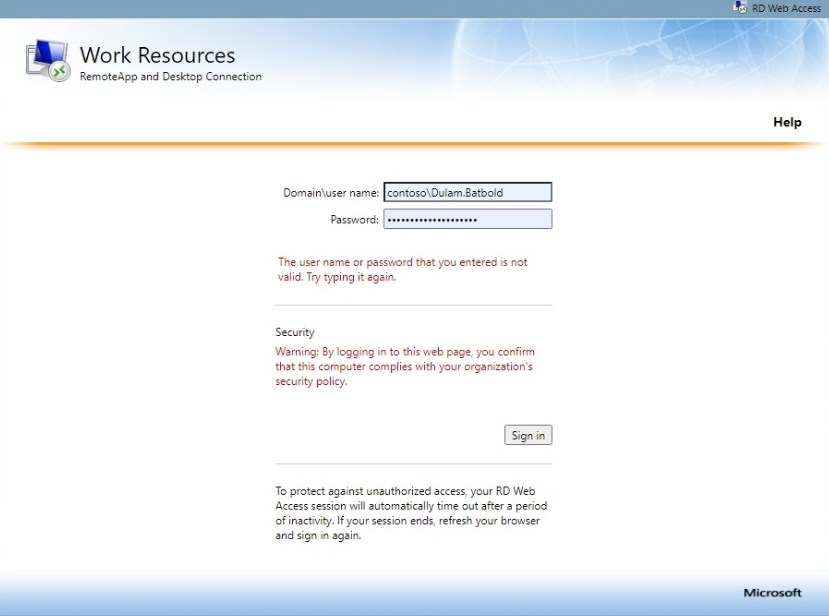 RD Web Access
Work Resources
RemoteApp and Desktop Connection
Help
Domain\user name: contoso\Dulam.Batbold
Password: ••••••••••••••••••••
The user name or password that you entered is not
valid. Try typing it again.
Security
Warning: By logging in to this web page, you confirm
that this computer complies with your organization's
security policy.
Sign in
To protect against unauthorized access, your RD Web
Access session will automatically time out after a period
of inactivity. If your session ends, refresh your browser
and sign in again.
Microsoft